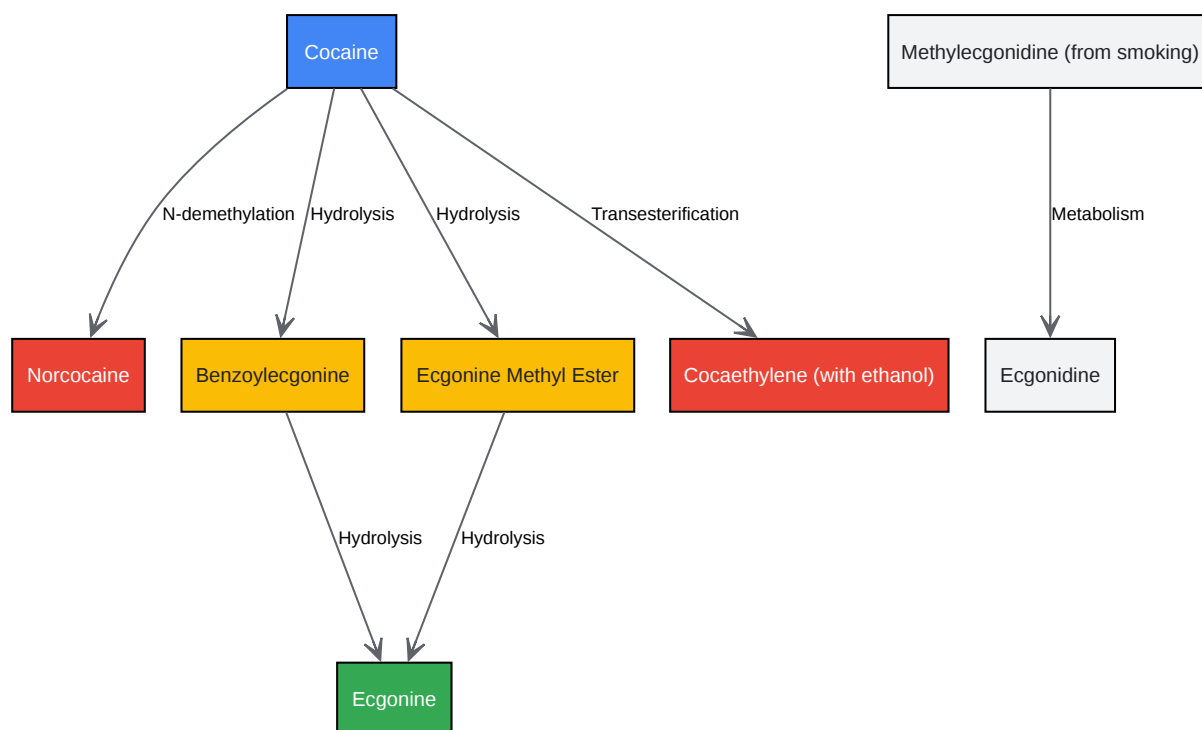 Cocaine
Methylecgonidine (from smoking)
N-demethylation
Hydrolysis
Hydrolysis
Transesterification
Metabolism
Norcocaine
Benzoylecgonine
Ecgonine Methyl Ester
Cocaethylene (with ethanol)
Ecgonidine
Hydrolysis
Hydrolysis
Ecgonine